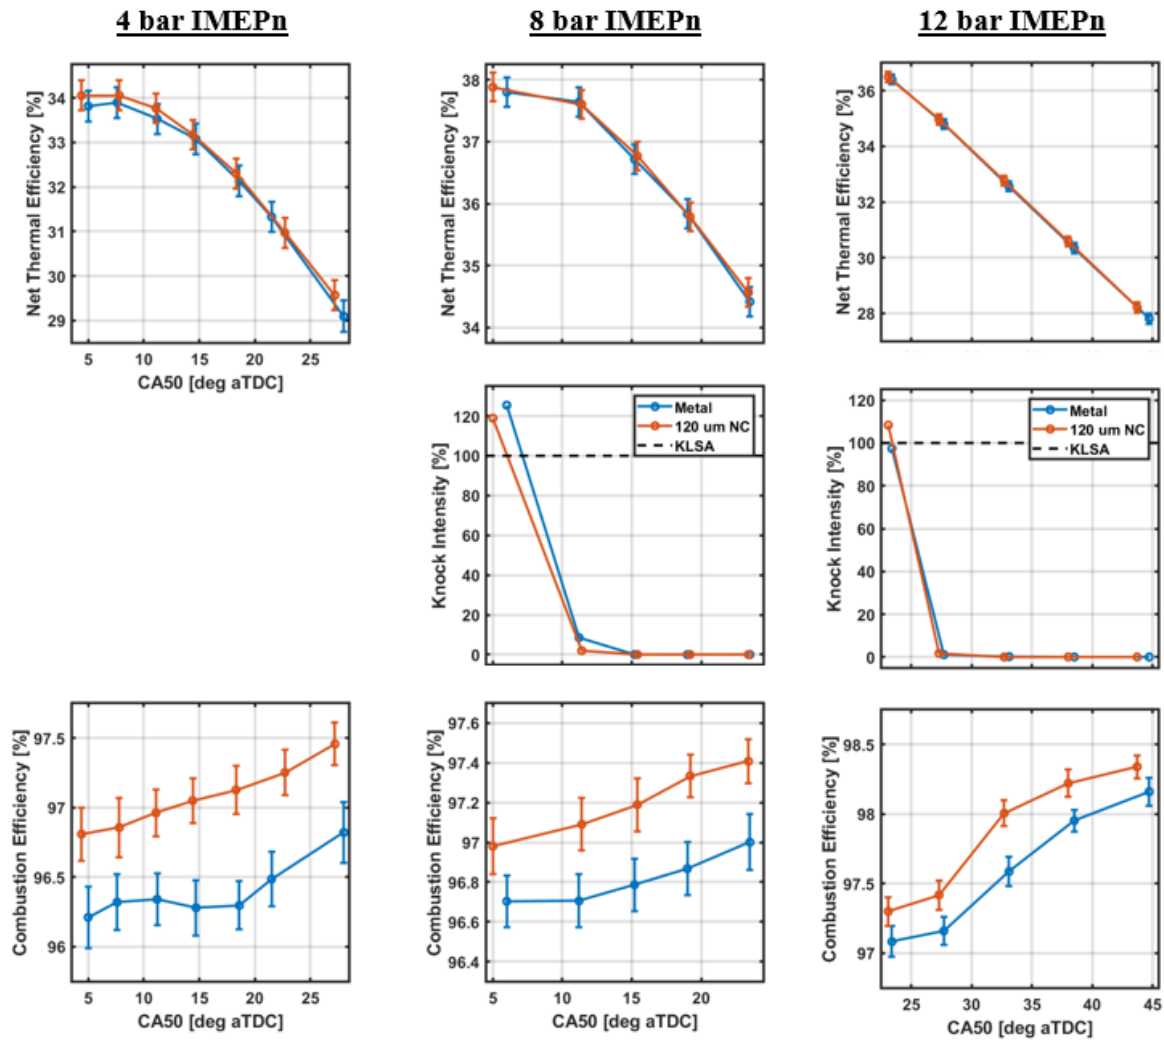 4 bar IMEPn
8 bar IMEPn
12 bar IMEPn
Net Thermal Efficiency [%]
34
33
32
31
30
29
5 10 15 20 25
CA50 [deg aTDC]
Net Thermal Efficiency [%]
38
37
36
35
34
Net Thermal Efficiency [%]
36
34
32
30
28
Knock Intensity [%]
120
100
80
60
40
20
0
Metal
120 um NC
KLSA
Knock Intensity [%]
120
100
80
60
40
20
0
Metal
120 um NC
KLSA
Combustion Efficiency [%]
97.5
97
96.5
96
5 10 15 20 25
CA50 [deg aTDC]
Combustion Efficiency [%]
97.6
97.4
97.2
97
96.8
96.6
96.4
5 10 15 20
CA50 [deg aTDC]
Combustion Efficiency [%]
98.5
98
97.5
97
25 30 35 40 45
CA50 [deg aTDC]